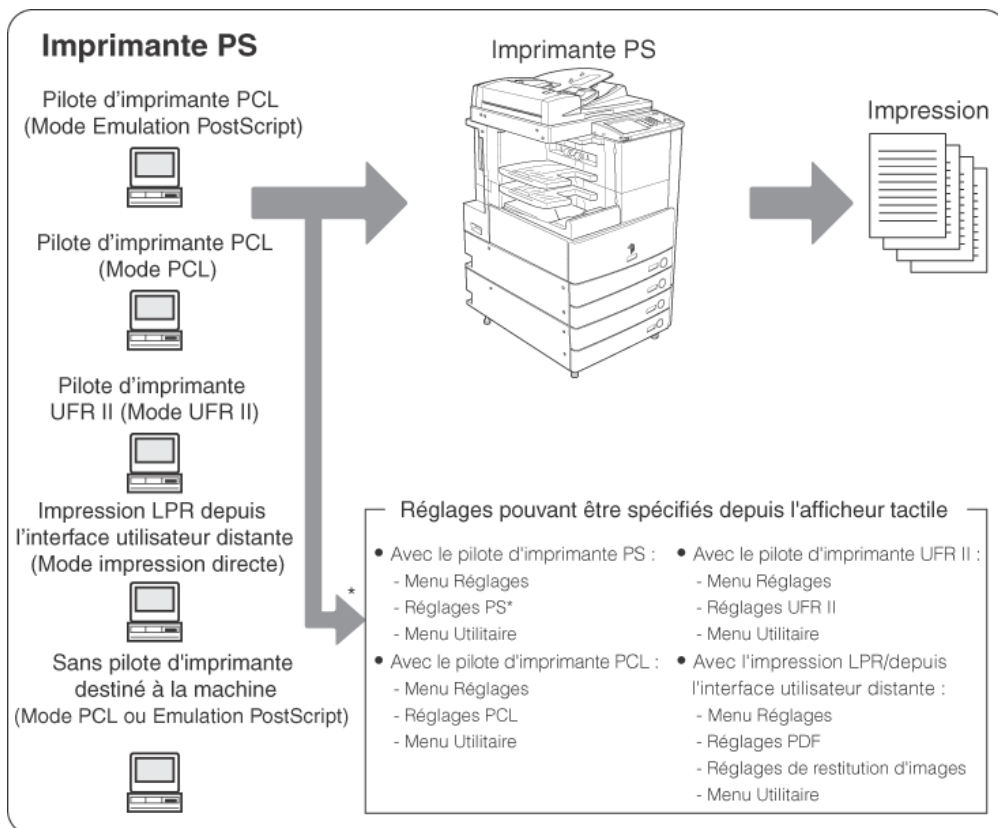 Imprimante PS
Imprimante PS
Impression
Pilote d'imprimante PCL
(Mode Emulation PostScript)
Pilote d'imprimante PCL
(Mode PCL)
Pilote d'imprimante
UFR II (Mode UFR II)
Impression LPR depuis
l'interface utilisateur distante
(Mode impression directe)
Sans pilote d'imprimante
destiné à la machine
(Mode PCL ou Emulation PostScript)
*
Réglages pouvant être spécifiés depuis l'afficheur tactile
● Avec le pilote d'imprimante PS :
- Menu Réglages
- Réglages PS*
- Menu Utilitaire
● Avec le pilote d'imprimante PCL :
- Menu Réglages
- Réglages PCL
- Menu Utilitaire
● Avec le pilote d'imprimante UFR II :
- Menu Réglages
- Réglages UFR II
- Menu Utilitaire
● Avec l'impression LPR/depuis
l'interface utilisateur distante :
- Menu Réglages
- Réglages PDF
- Réglages de restitution d'images
- Menu Utilitaire